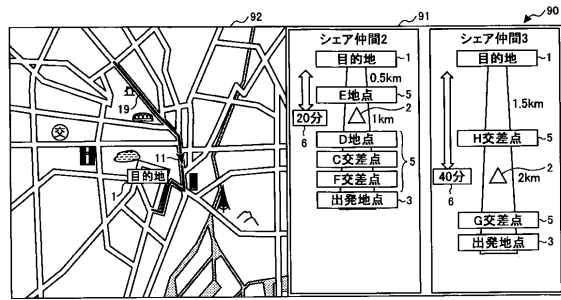 92
91
90
19
交
11
目的地
1
シェア仲間2
目的地
1
0.5km
E地点
5
2
20分
6
1km
D地点
C交差点
5
F交差点
出発地点
3
シェア仲間3
目的地
1
1.5km
H交差点
5
2
40分
6
2km
G交差点
5
出発地点
3